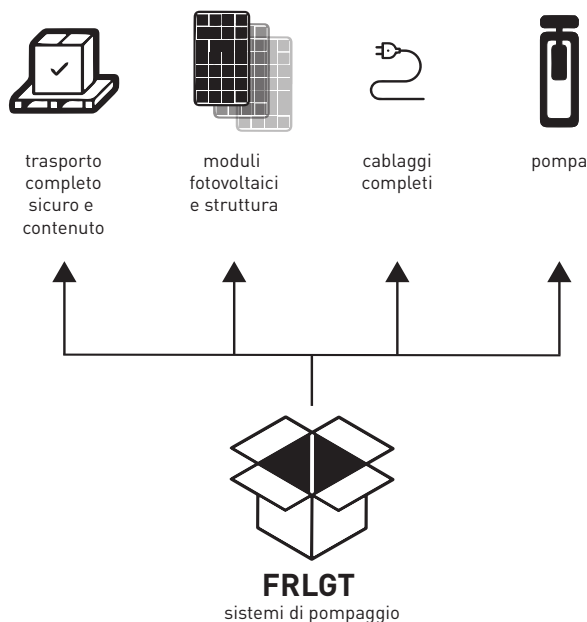 trasporto
completo
sicuro e
contenuto
moduli
fotovoltaici
e struttura
cablaggi
completi
pompa
FRLGT
sistemi di pompaggio